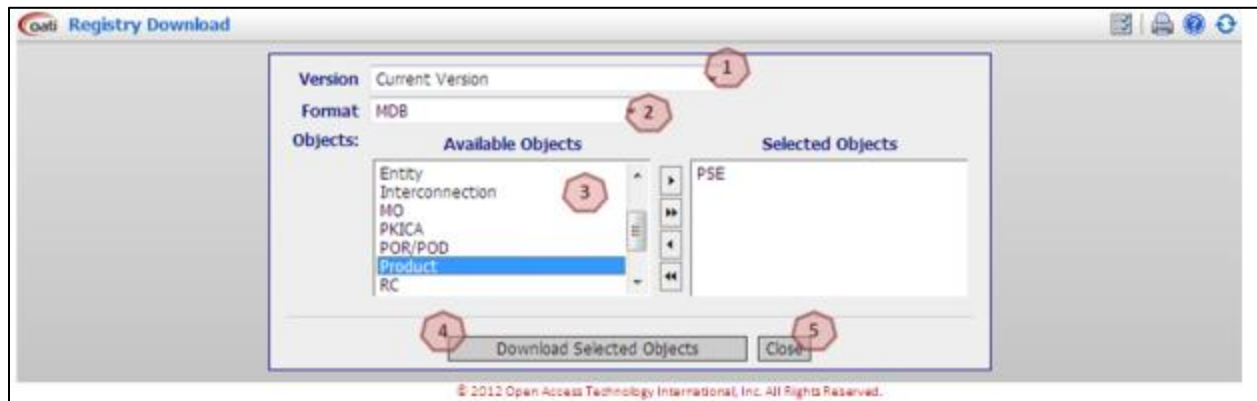 oati Registry Download
Version Current Version 1
Format MDB 2
Objects: Available Objects Selected Objects
Entity
Interconnection
MO
PKICA
POR/POD
Product
RC
3
PSE
4 Download Selected Objects Close 5
© 2012 Open Access Technology International, Inc. All Rights Reserved.